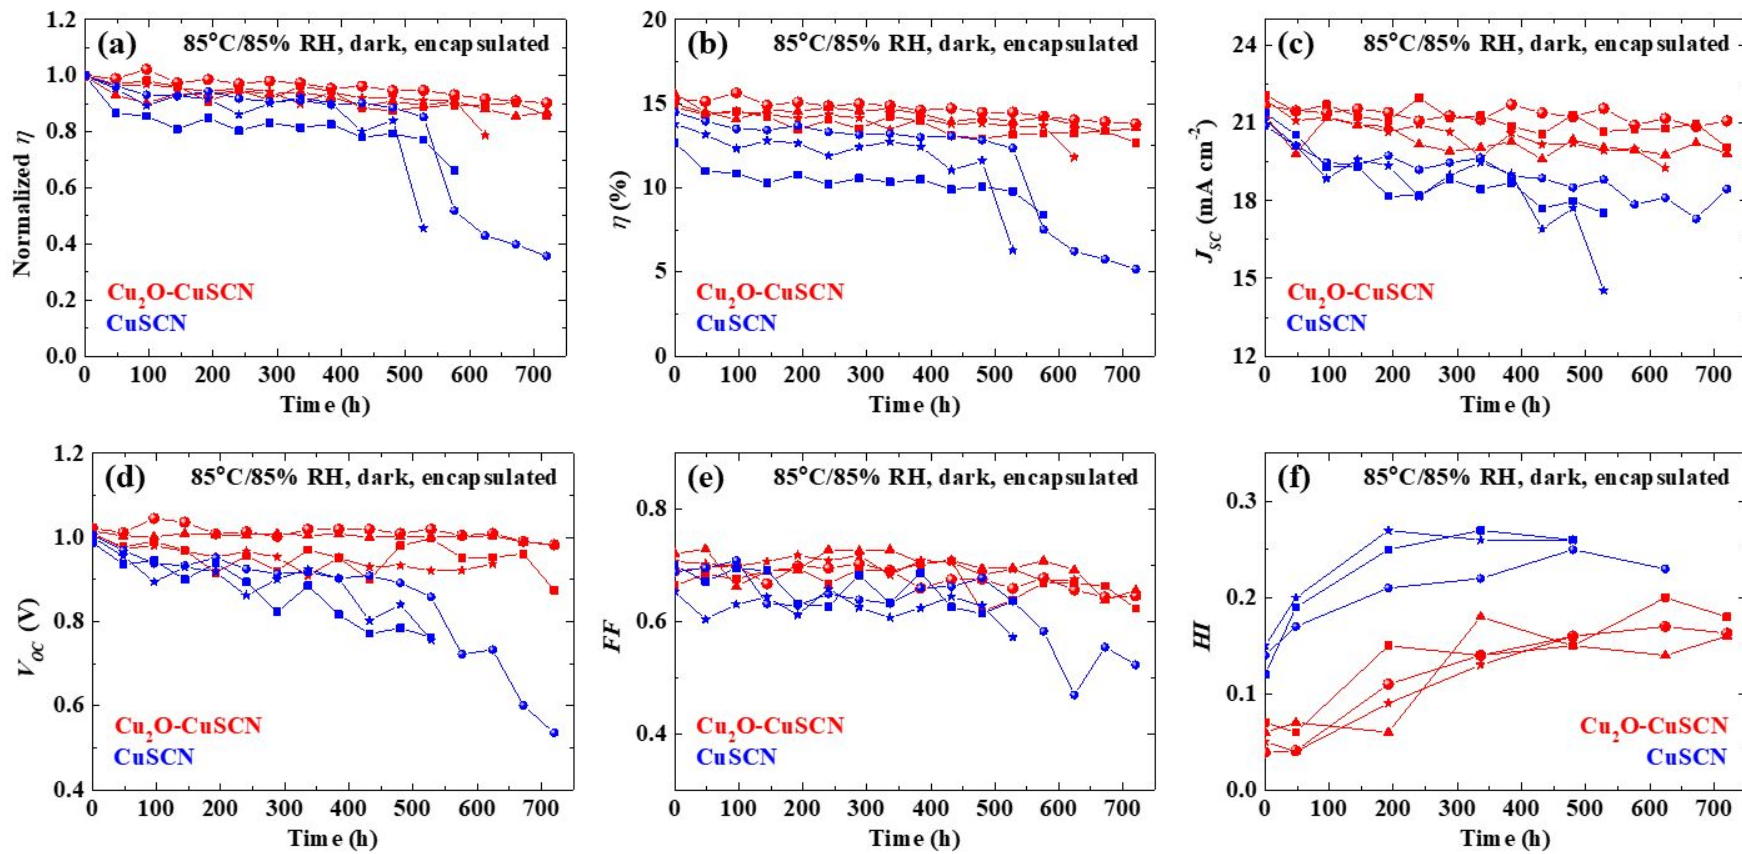 (a) 85°C/85% RH, dark, encapsulated
Normalized η
1.2
1.0
0.8
0.6
0.4
0.2
0.0
Cu₂O-CuSCN
CuSCN
0 100 200 300 400 500 600 700
Time (h)
(b) 85°C/85% RH, dark, encapsulated
η (%)
20
15
10
5
0
Cu₂O-CuSCN
CuSCN
0 100 200 300 400 500 600 700
Time (h)
(c) 85°C/85% RH, dark, encapsulated
J_SC (mA cm⁻²)
24
21
18
15
12
Cu₂O-CuSCN
CuSCN
0 100 200 300 400 500 600 700
Time (h)
(d) 85°C/85% RH, dark, encapsulated
V_OC (V)
1.2
1.0
0.8
0.6
0.4
Cu₂O-CuSCN
CuSCN
0 100 200 300 400 500 600 700
Time (h)
(e) 85°C/85% RH, dark, encapsulated
FF
0.8
0.6
0.4
Cu₂O-CuSCN
CuSCN
0 100 200 300 400 500 600 700
Time (h)
(f) 85°C/85% RH, dark, encapsulated
HI
0.3
0.2
0.1
0.0
Cu₂O-CuSCN
CuSCN
0 100 200 300 400 500 600 700
Time (h)